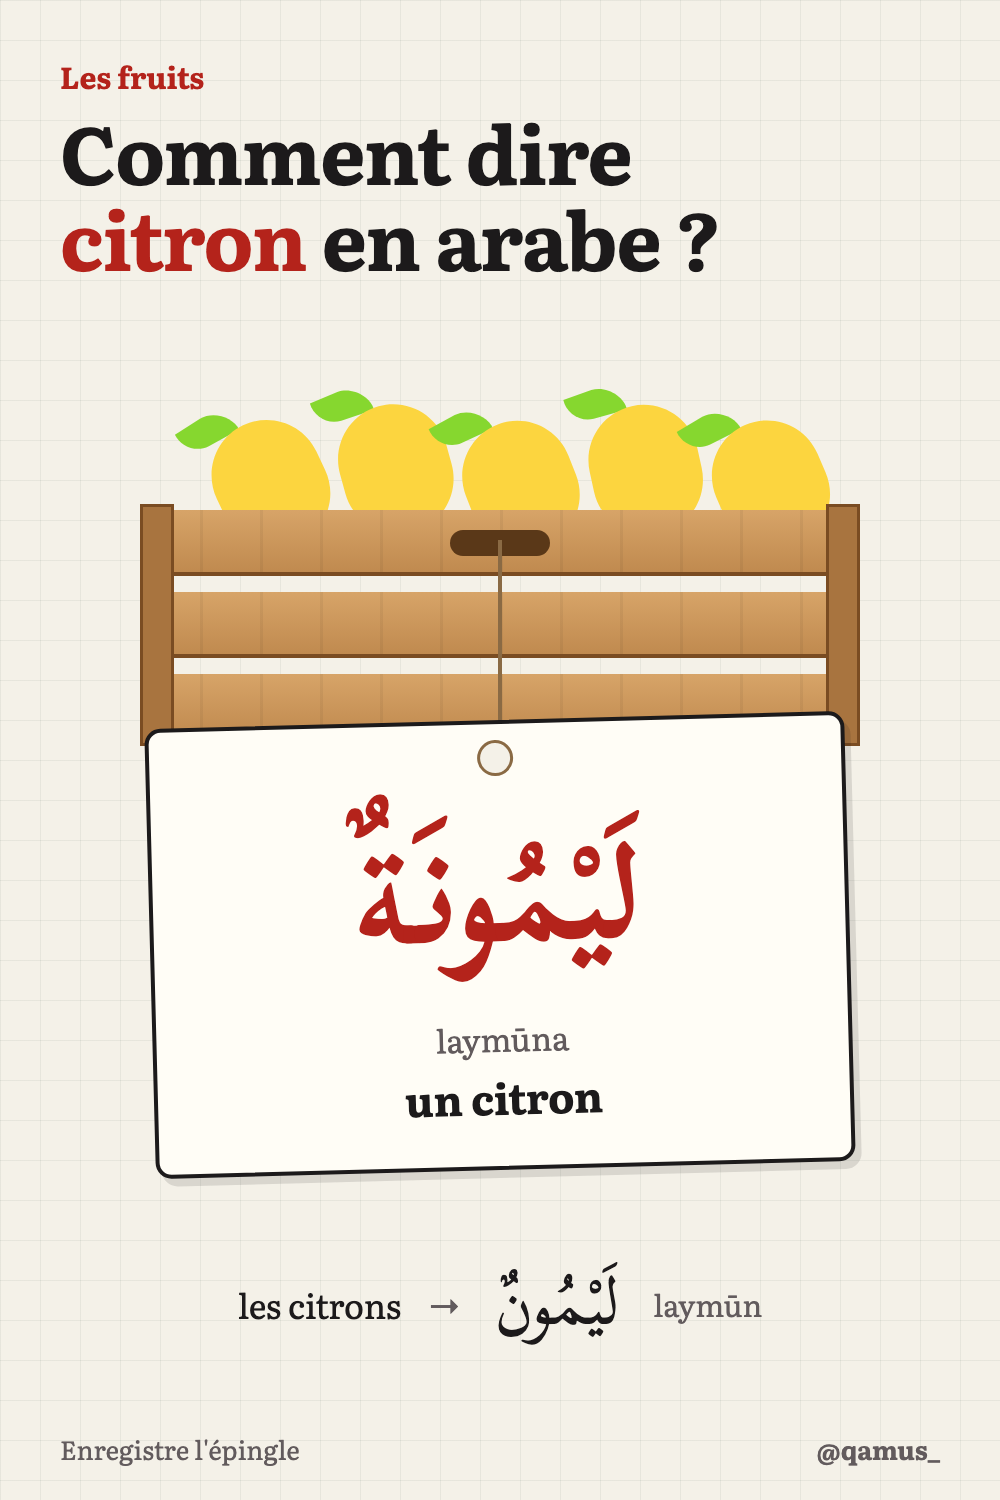 Les fruits
Comment dire
citron en arabe ?
لَيْمُونَةٌ
laymūna
un citron
les citrons → لَيْمُونٌ laymūn
Enregistre l'épingle
@qamus_